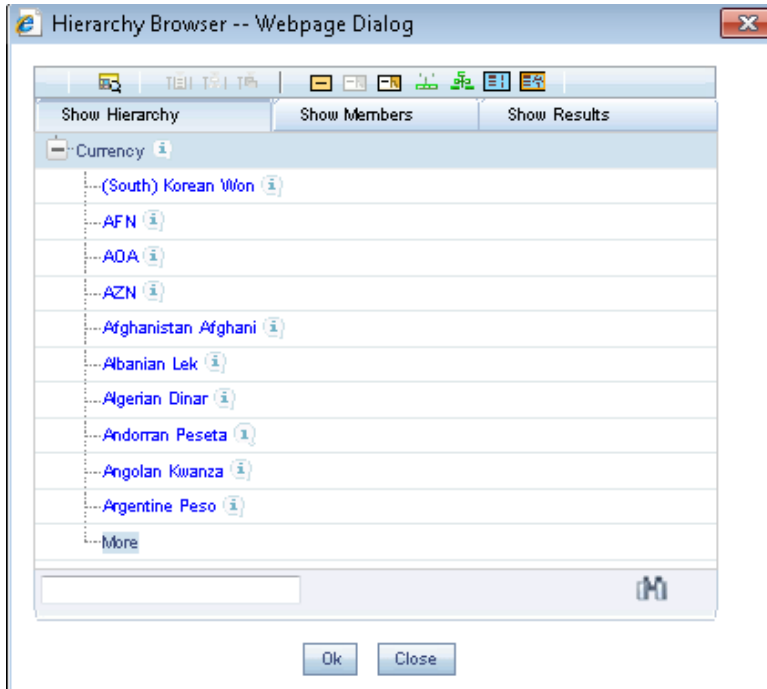 Hierarchy Browser -- Webpage Dialog
Show Hierarchy Show Members Show Results
Currency
(South) Korean Won
AFN
AOA
AZN
Afghanistan Afghani
Albanian Lek
Algerian Dinar
Andorran Peseta
Angolan Kwanza
Argentine Peso
More
Ok Close